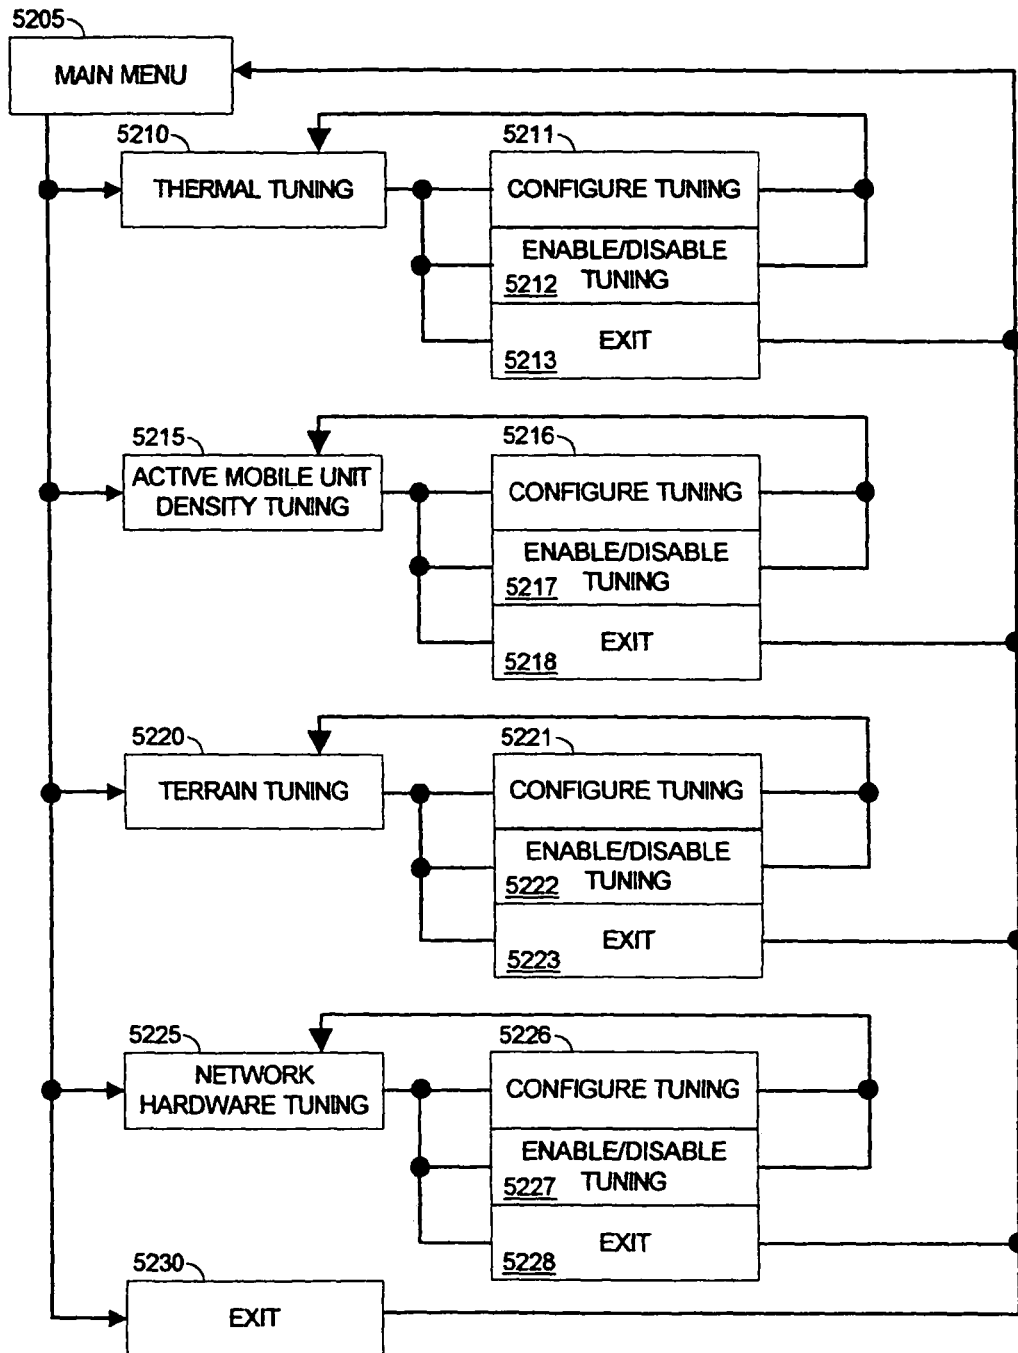 5205
MAIN MENU
5210
THERMAL TUNING
5211
CONFIGURE TUNING
ENABLE/DISABLE
TUNING
5212
EXIT
5213
5215
ACTIVE MOBILE UNIT
DENSITY TUNING
5216
CONFIGURE TUNING
ENABLE/DISABLE
TUNING
5217
EXIT
5218
5220
TERRAIN TUNING
5221
CONFIGURE TUNING
ENABLE/DISABLE
TUNING
5222
EXIT
5223
5225
NETWORK
HARDWARE TUNING
5226
CONFIGURE TUNING
ENABLE/DISABLE
TUNING
5227
EXIT
5228
5230
EXIT